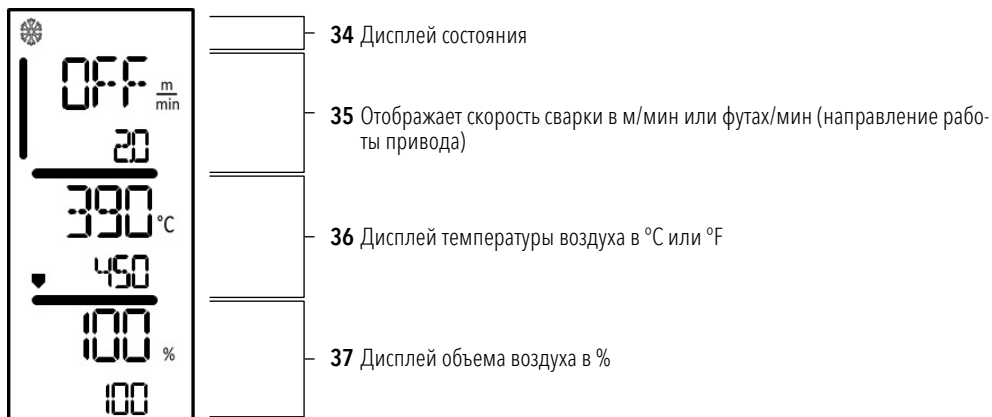 34 Дисплей состояния
OFF m/min
35 Отображает скорость сварки в м/мин или футах/мин (направление рабо-
ты привода)
2.0
390 °C
36 Дисплей температуры воздуха в °C или °F
450
100 %
37 Дисплей объема воздуха в %
100